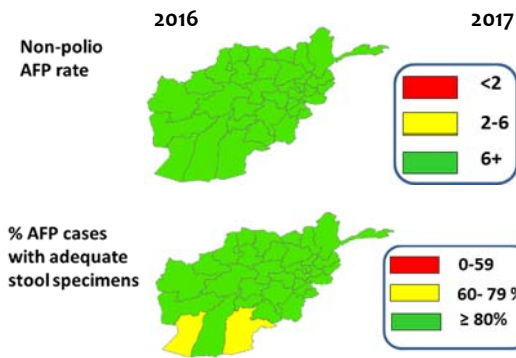 2016 2017
Non-polio
AFP rate
<2
2-6
6+
% AFP cases
with adequate
stool specimens
0-59
60- 79 %
≥ 80%